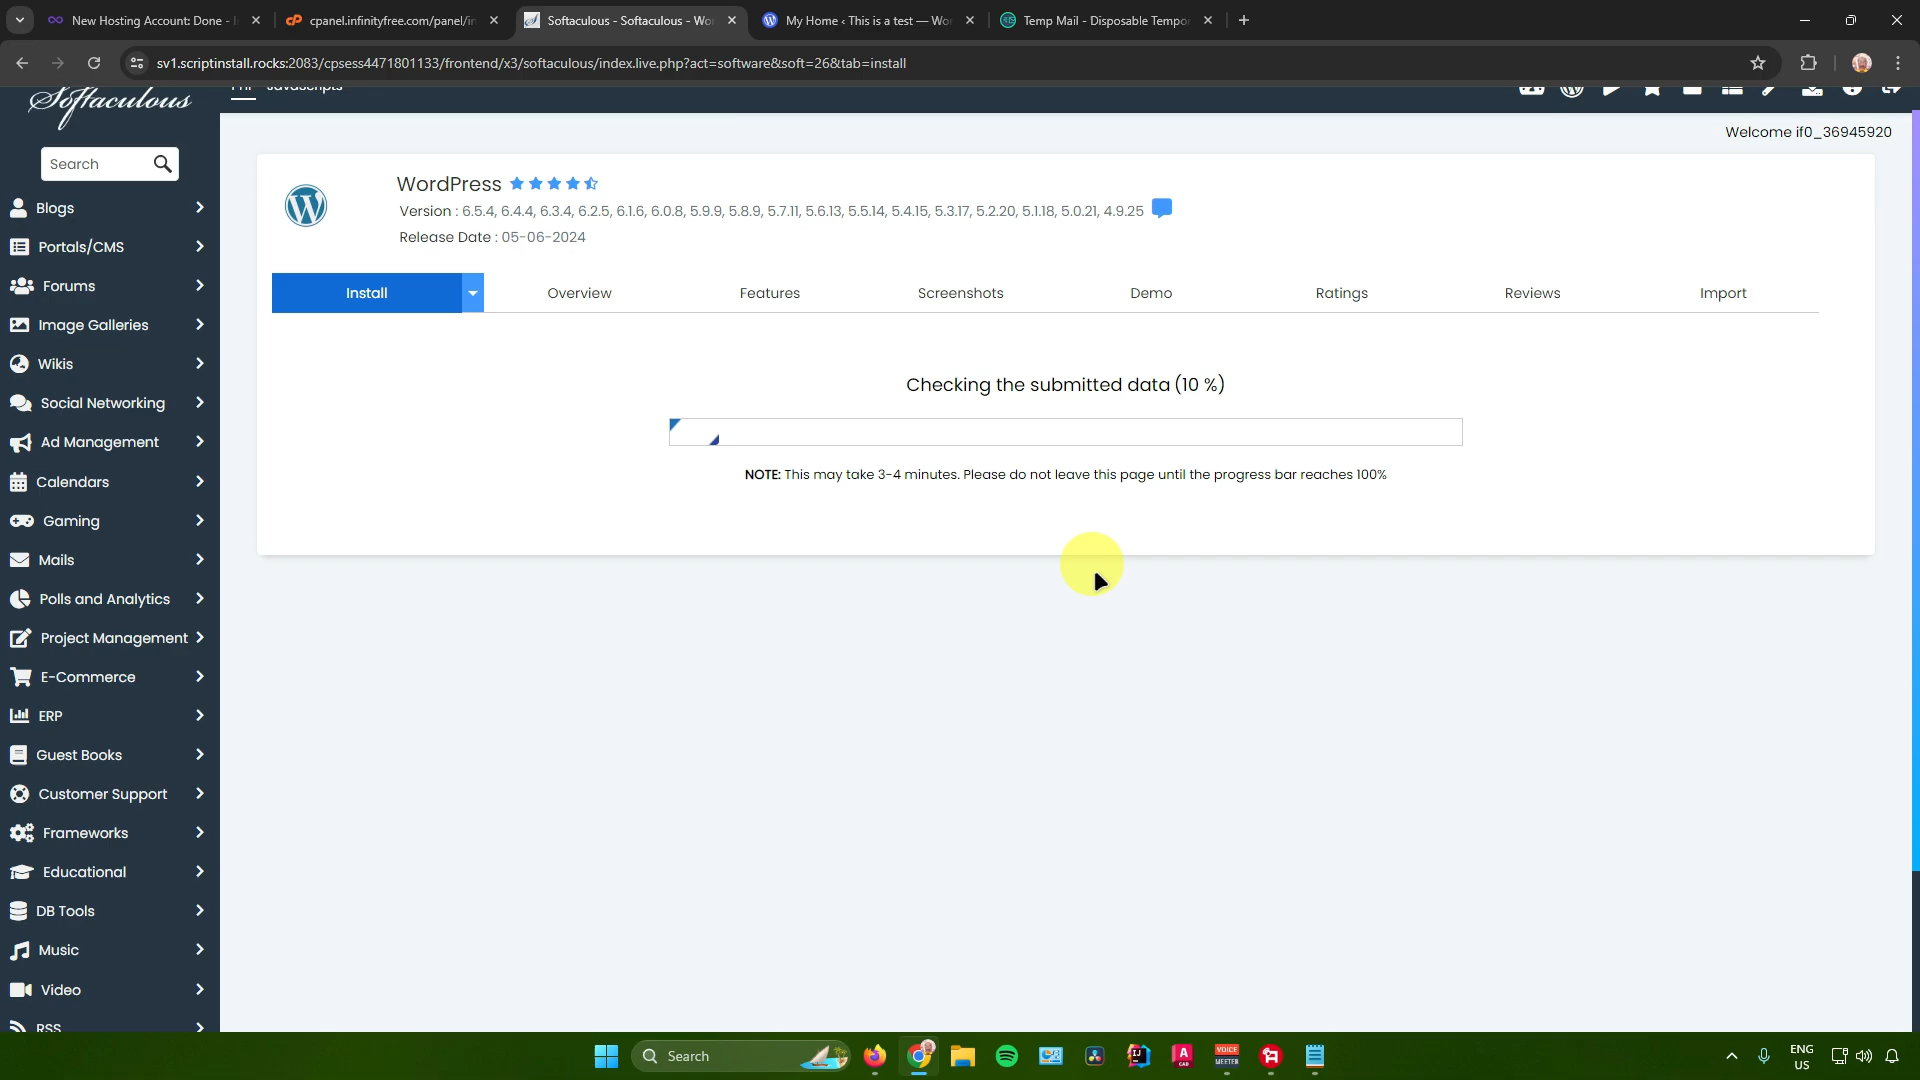 New Hosting Account: Done -
cpanel.infinityfree.com/panel/in
Softaculous - Softaculous - Wo
My Home ‹ This is a test — Wor
Temp Mail - Disposable Tempor
sv1.scriptinstall.rocks:2083/cpsess4471801133/frontend/x3/softaculous/index.live.php?act=software&soft=26&tab=install
Softaculous
PHP Javascripts
Welcome if0_36945920
Search
Blogs
Portals/CMS
Forums
Image Galleries
Wikis
Social Networking
Ad Management
Calendars
Gaming
Mails
Polls and Analytics
Project Management
E-Commerce
ERP
Guest Books
Customer Support
Frameworks
Educational
DB Tools
Music
Video
RSS
WordPress
Version : 6.5.4, 6.4.4, 6.3.4, 6.2.5, 6.1.6, 6.0.8, 5.9.9, 5.8.9, 5.7.11, 5.6.13, 5.5.14, 5.4.15, 5.3.17, 5.2.20, 5.1.18, 5.0.21, 4.9.25
Release Date : 05-06-2024
Install Overview Features Screenshots Demo Ratings Reviews Import
Checking the submitted data (10 %)
NOTE: This may take 3-4 minutes. Please do not leave this page until the progress bar reaches 100%
Search
VOICE
MEETER
ENG
US